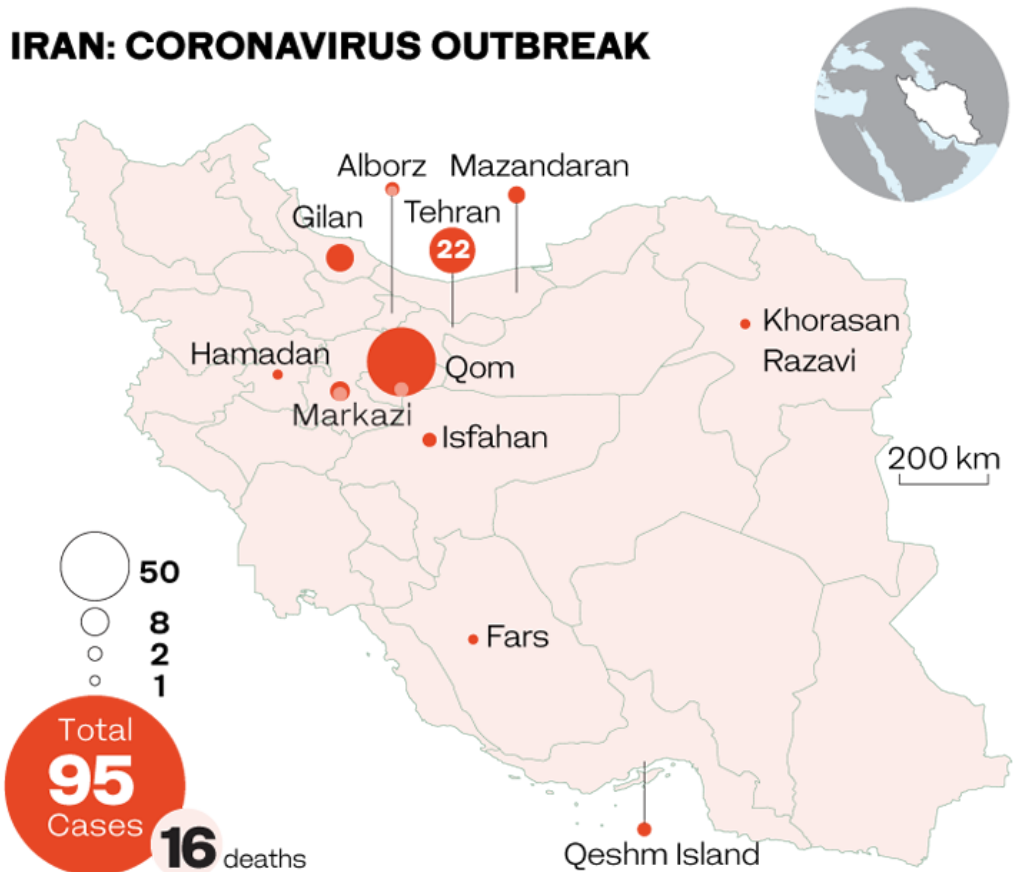 IRAN: CORONAVIRUS OUTBREAK
Alborz
Mazandaran
Gilan
Tehran
22
Khorasan
Razavi
Hamadan
Qom
Markazi
Isfahan
200 km
50
8
2
1
Fars
Total
95
Cases
16 deaths
Qeshm Island